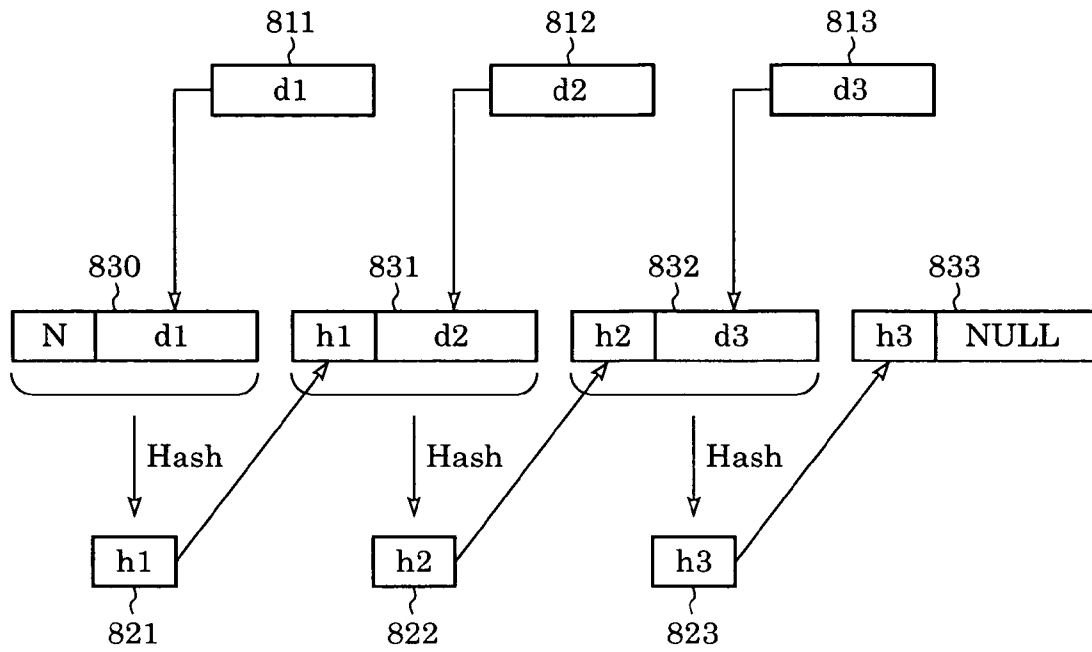 811 812 813
d1 d2 d3
830 831 832 833
N d1 h1 d2 h2 d3 h3 NULL
Hash Hash Hash
h1 h2 h3
821 822 823